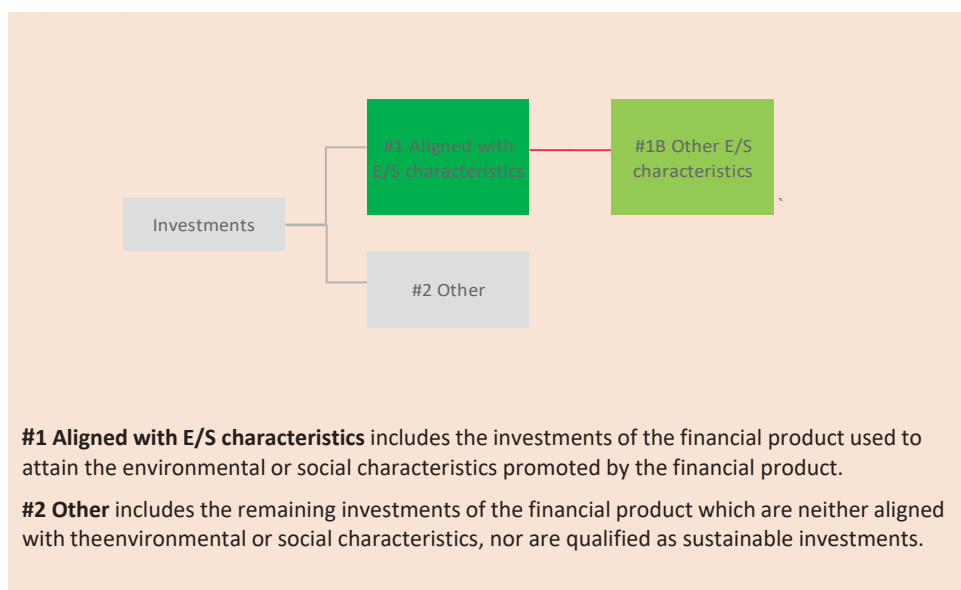 #1 Aligned with
E/S characteristics
#1B Other E/S
characteristics
`
Investments
#2 Other
#1 Aligned with E/S characteristics includes the investments of the financial product used to
attain the environmental or social characteristics promoted by the financial product.
#2 Other includes the remaining investments of the financial product which are neither aligned
with theenvironmental or social characteristics, nor are qualified as sustainable investments.